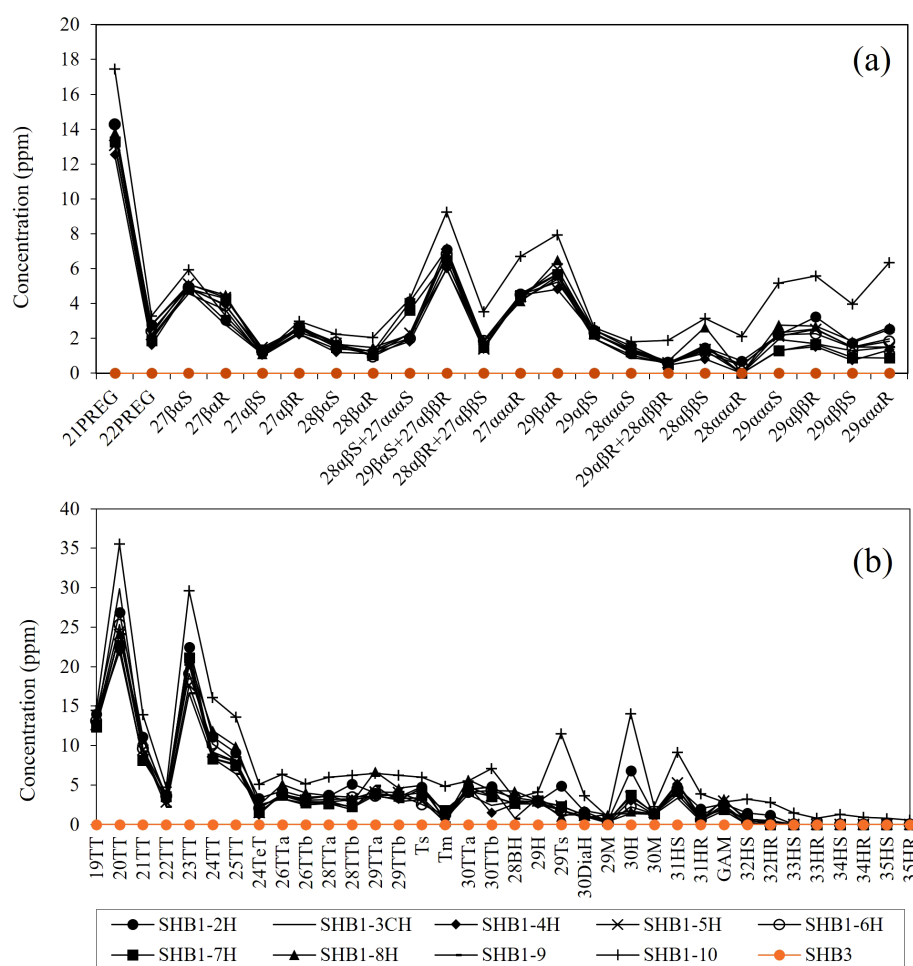 (a)
Concentration (ppm)
20
18
16
14
12
10
8
6
4
2
0
21PREG
22PREG
27βαS
27βαR
27αβS
27αβR
28βαS
28βαR
28αβS+27αααS
29βαS+27αββR
28αβR+27αββS
27αααR
29βαR
29αβS
28αααS
29αβR+28αββR
28αββS
28αααR
29αααS
29αββR
29αββS
29αααR
(b)
Concentration (ppm)
40
35
30
25
20
15
10
5
0
19TT
20TT
21TT
22TT
23TT
24TT
25TT
24TeT
26TTa
26TTb
28TTa
28TTb
29TTa
29TTb
Ts
Tm
30TTa
30TTb
28BH
29H
29Ts
30DiaH
29M
30H
30M
31HS
31HR
GAM
32HS
32HR
33HS
33HR
34HS
34HR
35HS
35HR
SHB1-2H SHB1-3CH SHB1-4H SHB1-5H SHB1-6H
SHB1-7H SHB1-8H SHB1-9 SHB1-10 SHB3